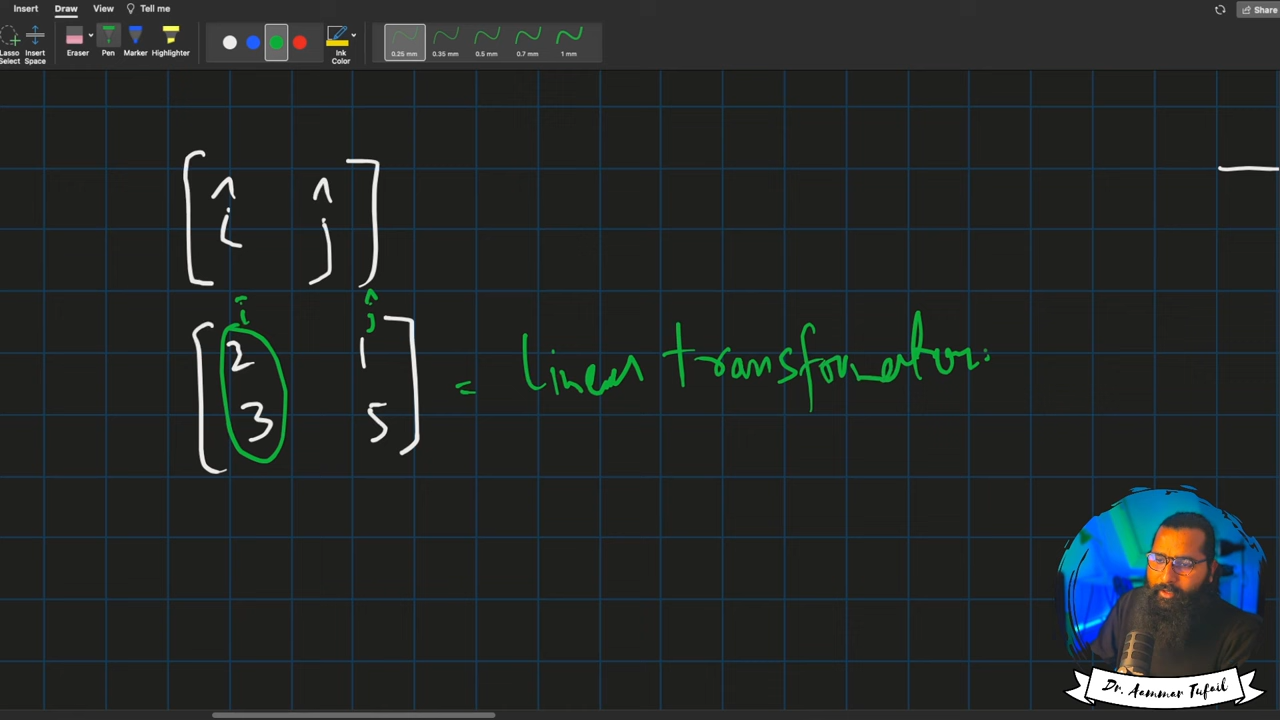 Insert Draw View Tell me Share
Lasso Select Insert Space Eraser Pen Marker Highlighter Ink Color 0.25 mm 0.35 mm 0.5 mm 0.7 mm 1 mm
î ĵ
î ĵ
2 1
= Linear transformation.
3 5
Dr. Aammar Tufail